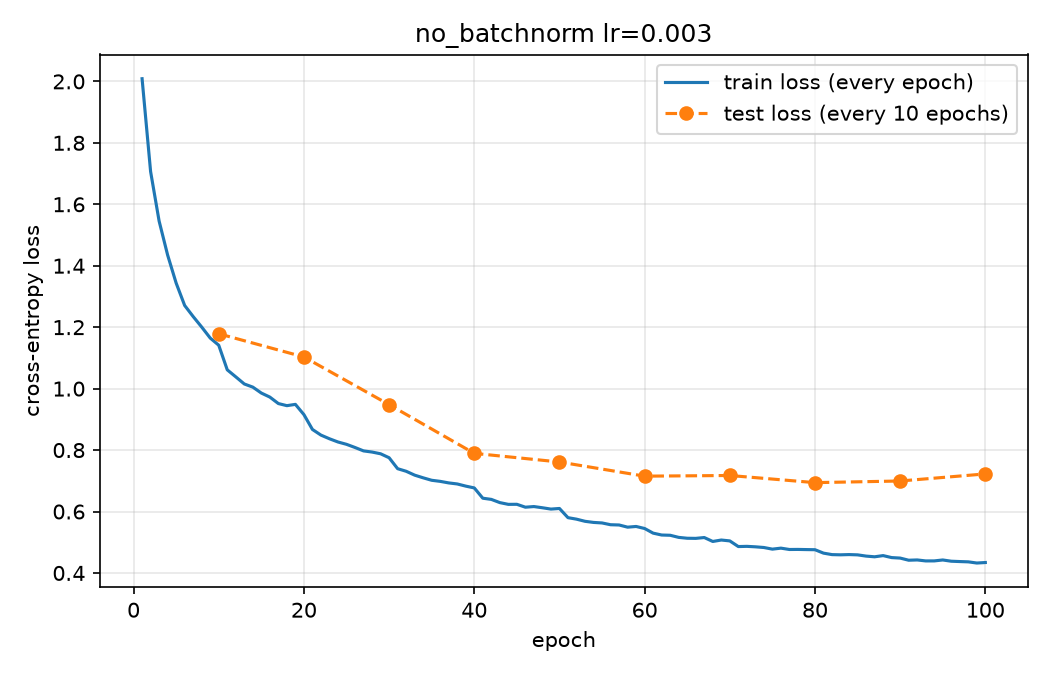 no_batchnorm lr=0.003
train loss (every epoch)
test loss (every 10 epochs)
cross-entropy loss
2.0
1.8
1.6
1.4
1.2
1.0
0.8
0.6
0.4
0 20 40 60 80 100
epoch